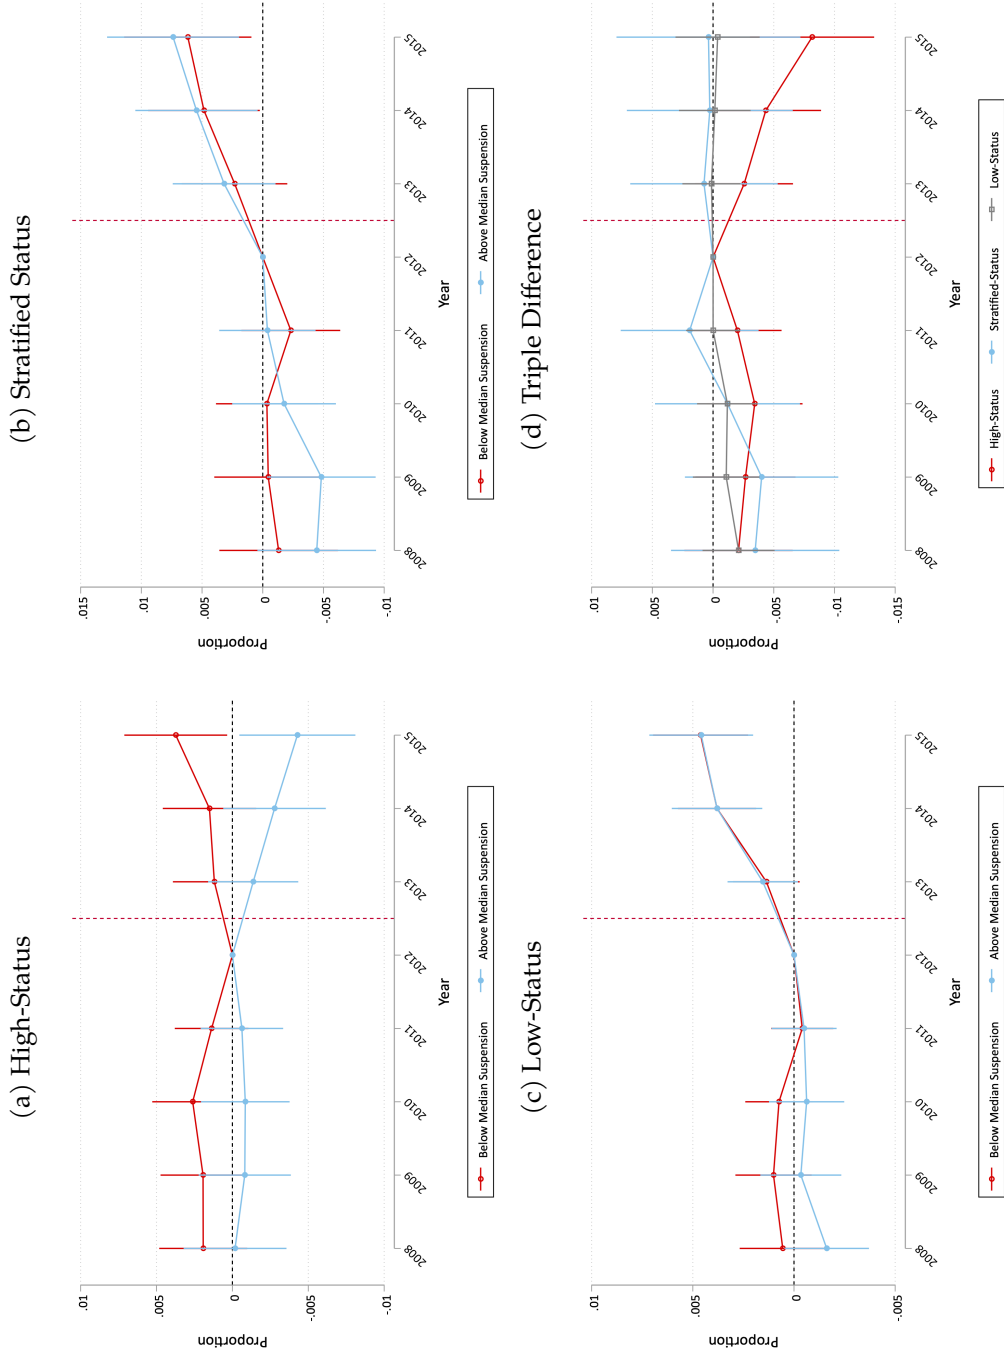 (a) High-Status
Proportion
.01
.005
0
-.005
-.01
2008 2009 2010 2011 2012 2013 2014 2015
Year
Below Median Suspension Above Median Suspension
(b) Stratified Status
Proportion
.015
.01
.005
0
-.005
-.01
2008 2009 2010 2011 2012 2013 2014 2015
Year
Below Median Suspension Above Median Suspension
(c) Low-Status
Proportion
.01
.005
0
-.005
2008 2009 2010 2011 2012 2013 2014 2015
Year
Below Median Suspension Above Median Suspension
(d) Triple Difference
Proportion
.01
.005
0
-.005
-.01
-.015
2008 2009 2010 2011 2012 2013 2014 2015
Year
High-Status Stratified-Status Low-Status